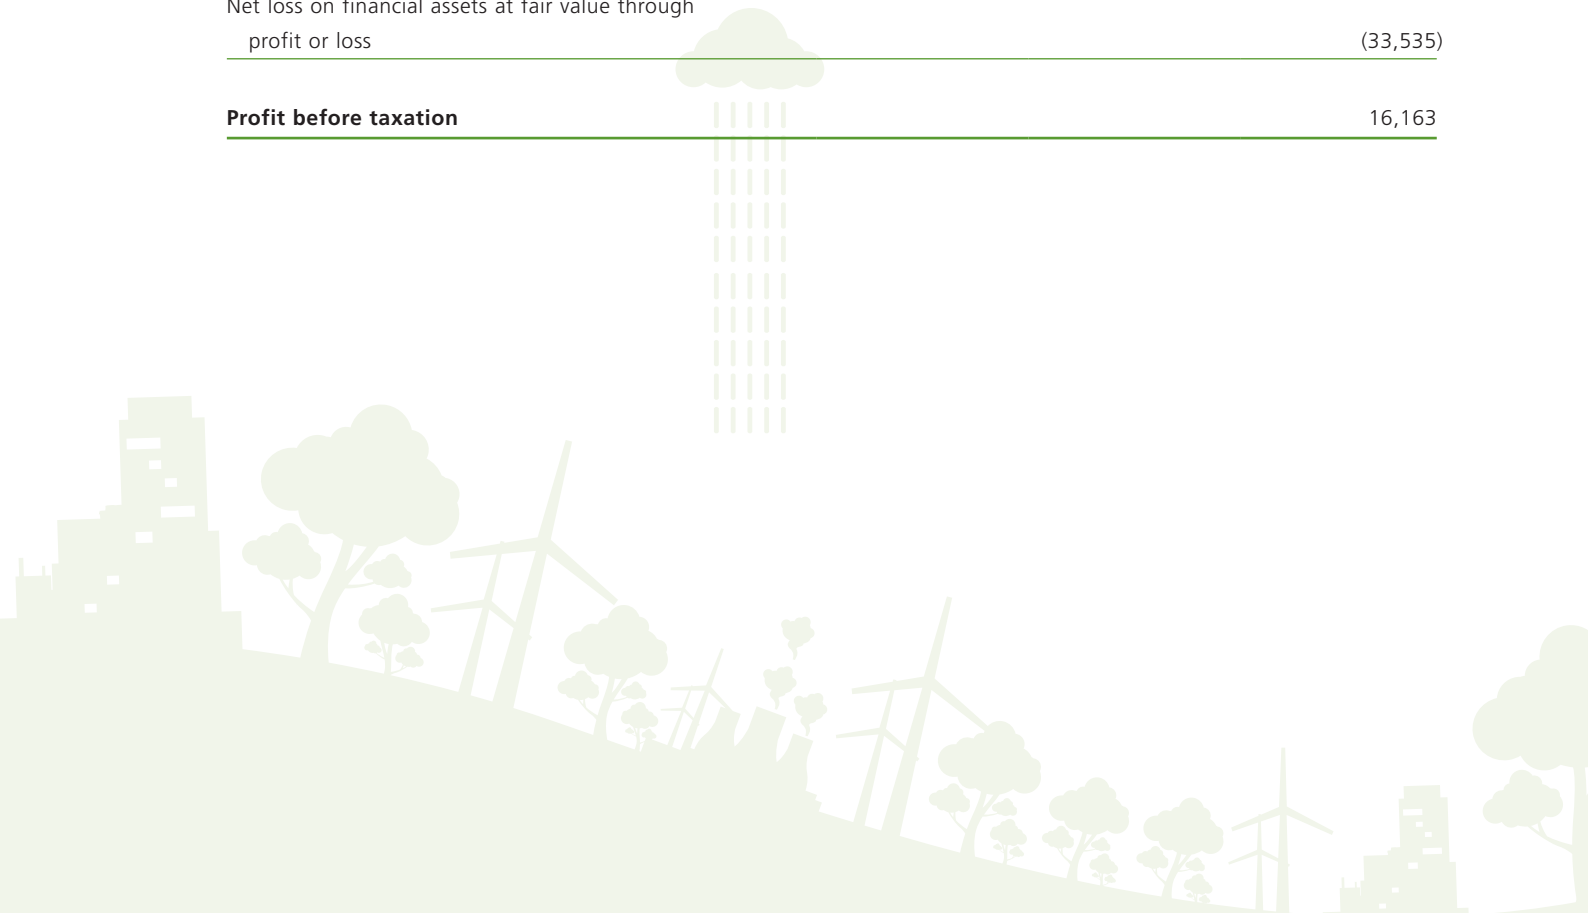 Net loss on financial assets at fair value through
profit or loss (33,535)
Profit before taxation 16,163